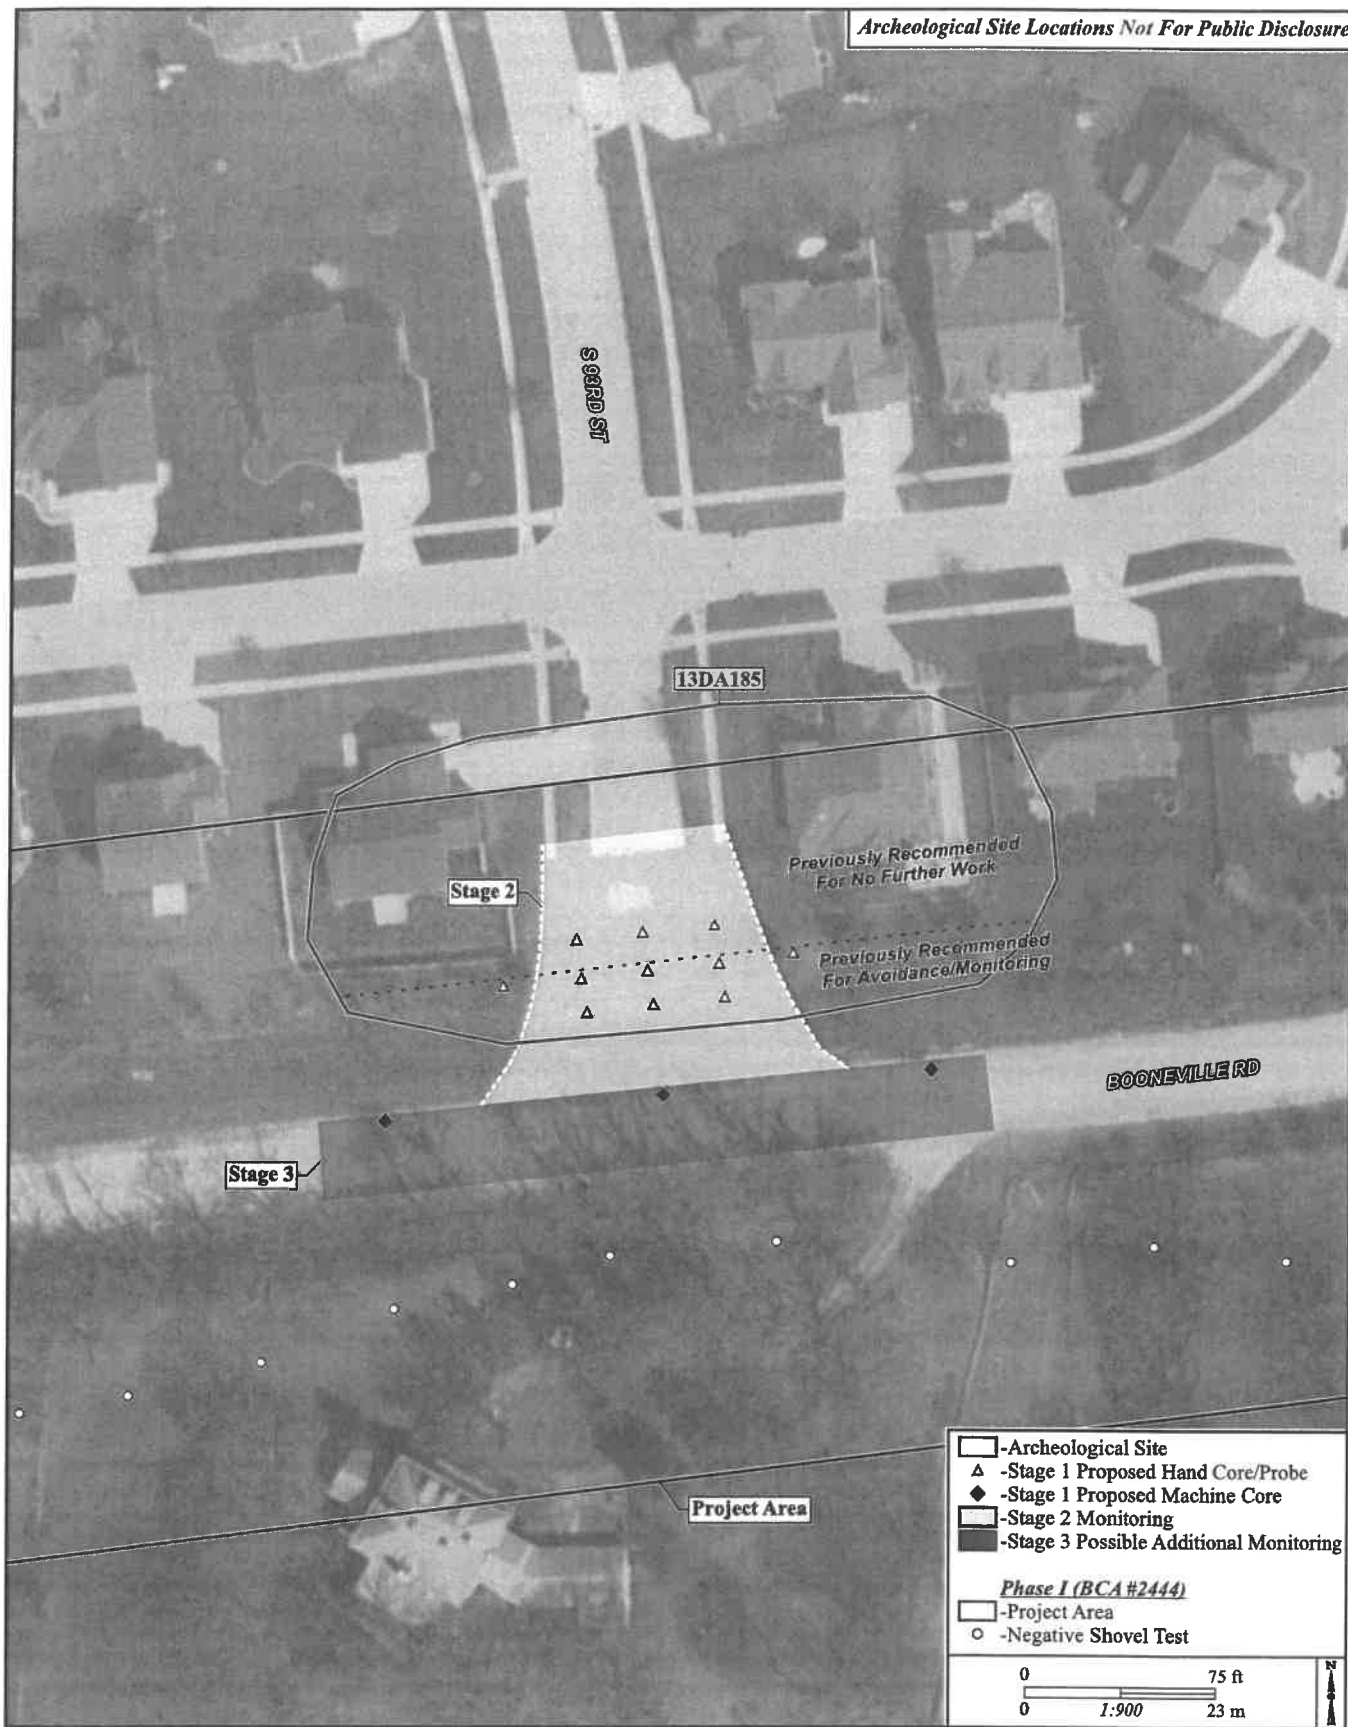 Archeological Site Locations Not For Public Disclosure
S 93RD ST
13DA185
Previously Recommended
For No Further Work
Stage 2
Previously Recommended
For Avoidance/Monitoring
BOONEVILLE RD
Stage 3
Project Area
-Archeological Site
-Stage 1 Proposed Hand Core/Probe
-Stage 1 Proposed Machine Core
-Stage 2 Monitoring
-Stage 3 Possible Additional Monitoring
Phase I (BCA #2444)
-Project Area
-Negative Shovel Test
0 75 ft
0 1:900 23 m
N